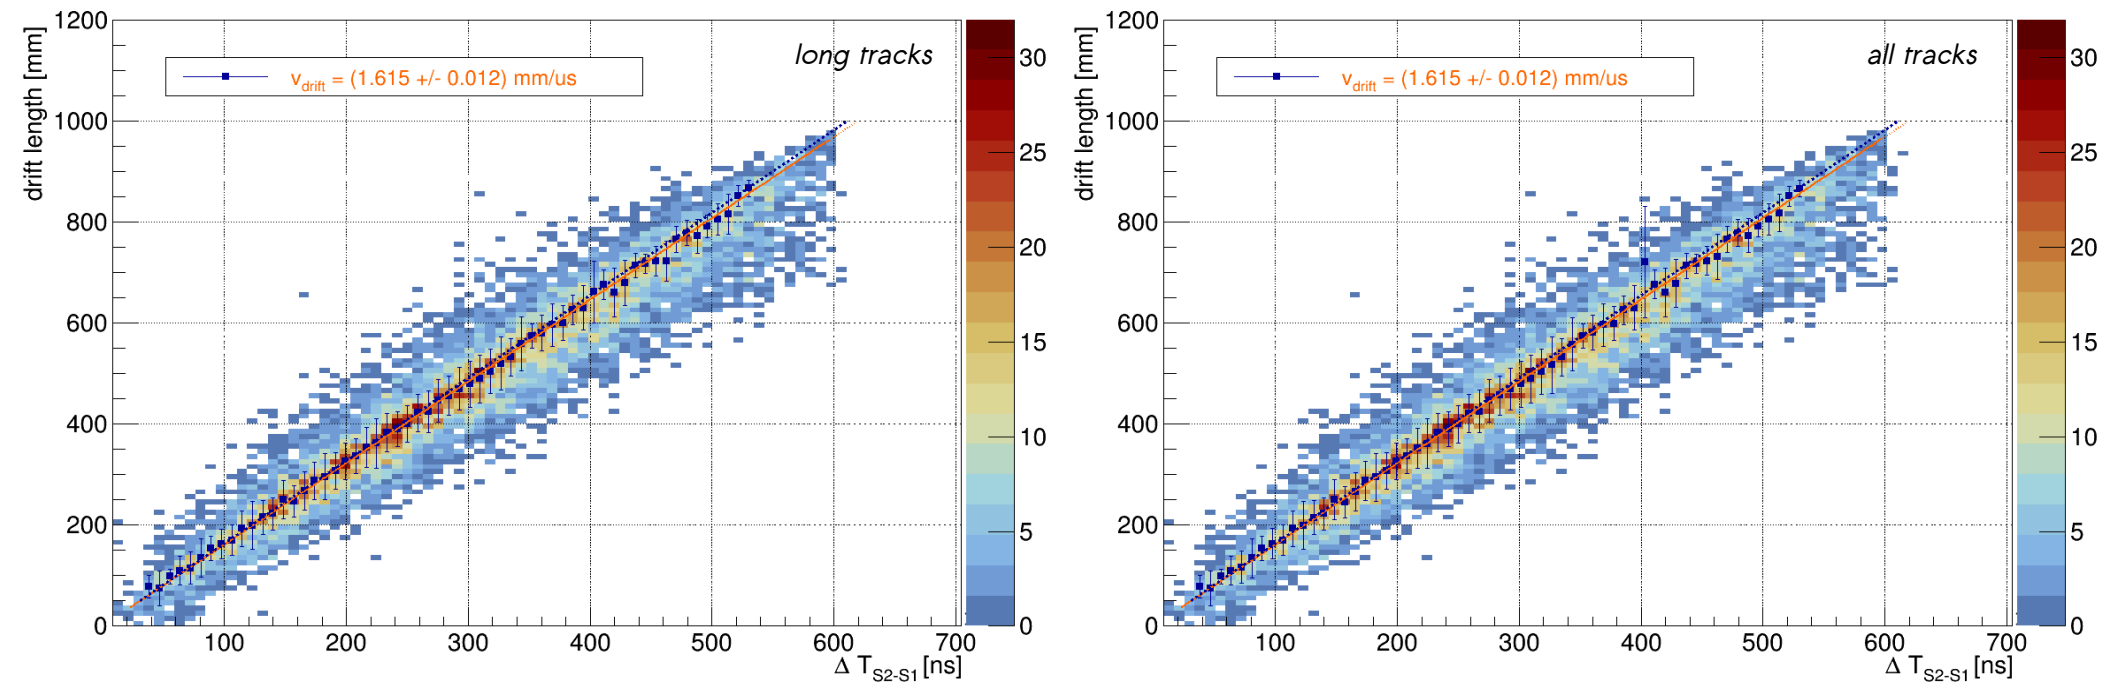 long tracks
v_drift = (1.615 +/- 0.012) mm/us
drift length [mm]
1200
1000
800
600
400
200
0
100 200 300 400 500 600 700
Δ T_S2-S1 [ns]
30
25
20
15
10
5
0
all tracks
v_drift = (1.615 +/- 0.012) mm/us
drift length [mm]
1200
1000
800
600
400
200
0
100 200 300 400 500 600 700
Δ T_S2-S1 [ns]
30
25
20
15
10
5
0